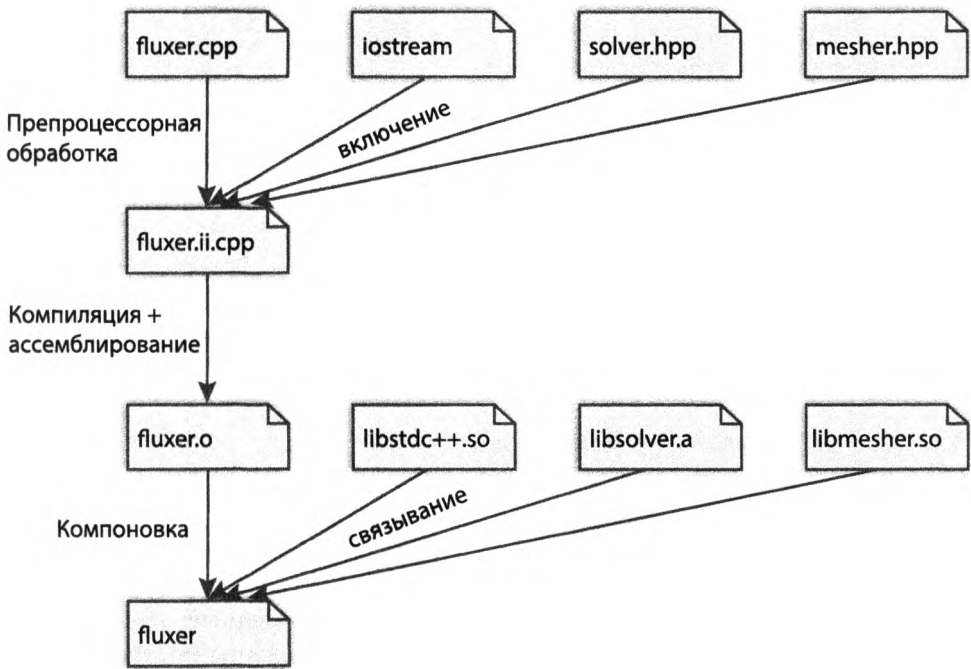 fluxer.cpp
iostream
solver.hpp
mesher.hpp
Препроцессорная
обработка
включение
fluxer.ii.cpp
Компиляция +
ассемблирование
fluxer.o
libstdc++.so
libsolver.a
libmesher.so
Компоновка
связывание
fluxer